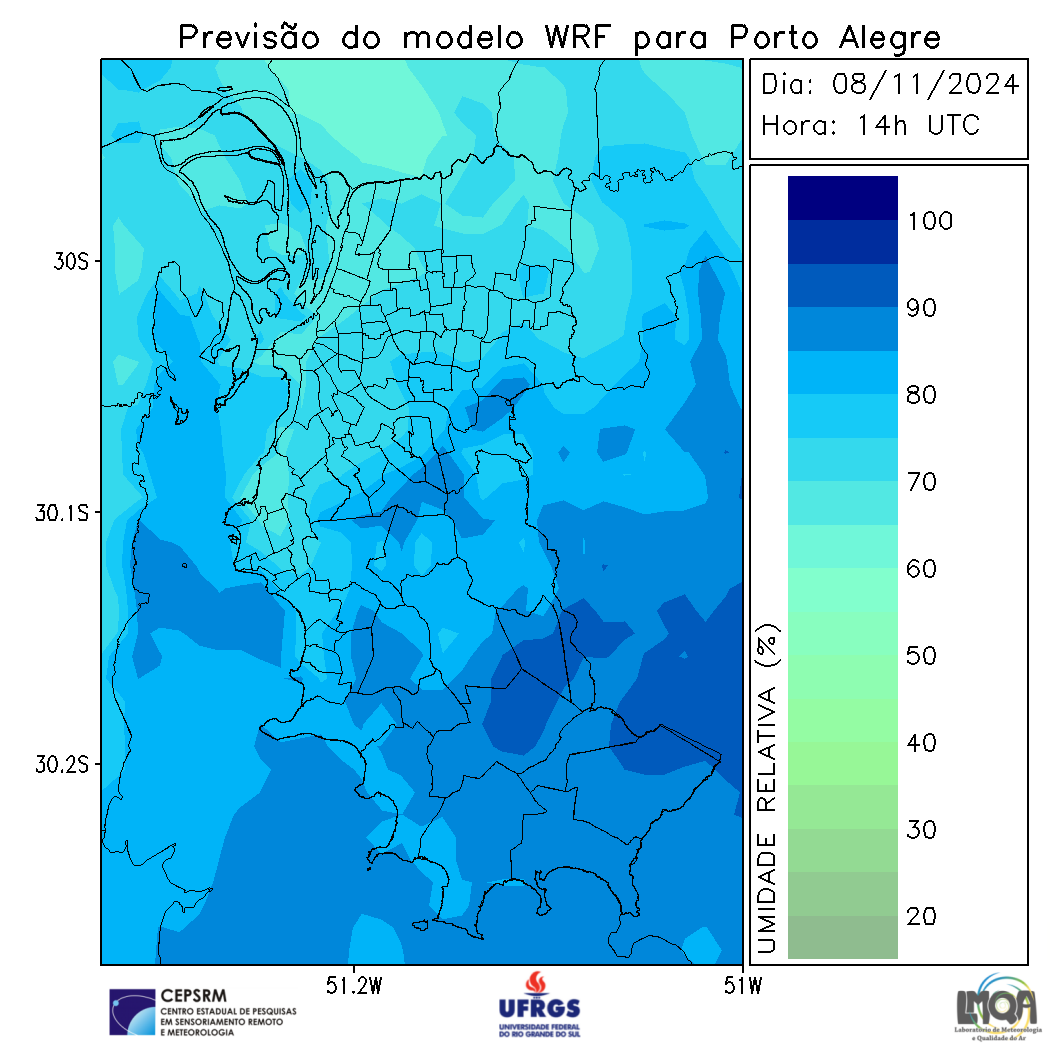 Previsão do modelo WRF para Porto Alegre
Dia: 08/11/2024
Hora: 14h UTC
30S
30.1S
30.2S
51.2W
51W
100
90
80
70
60
50
40
30
20
UMIDADE RELATIVA (%)
CEPSRM
CENTRO ESTADUAL DE PESQUISAS
EM SENSORIAMENTO REMOTO
E METEOROLOGIA
UFRGS
UNIVERSIDADE FEDERAL
DO RIO GRANDE DO SUL
LMQA
Laboratório de Meteorologia
e Qualidade do Ar